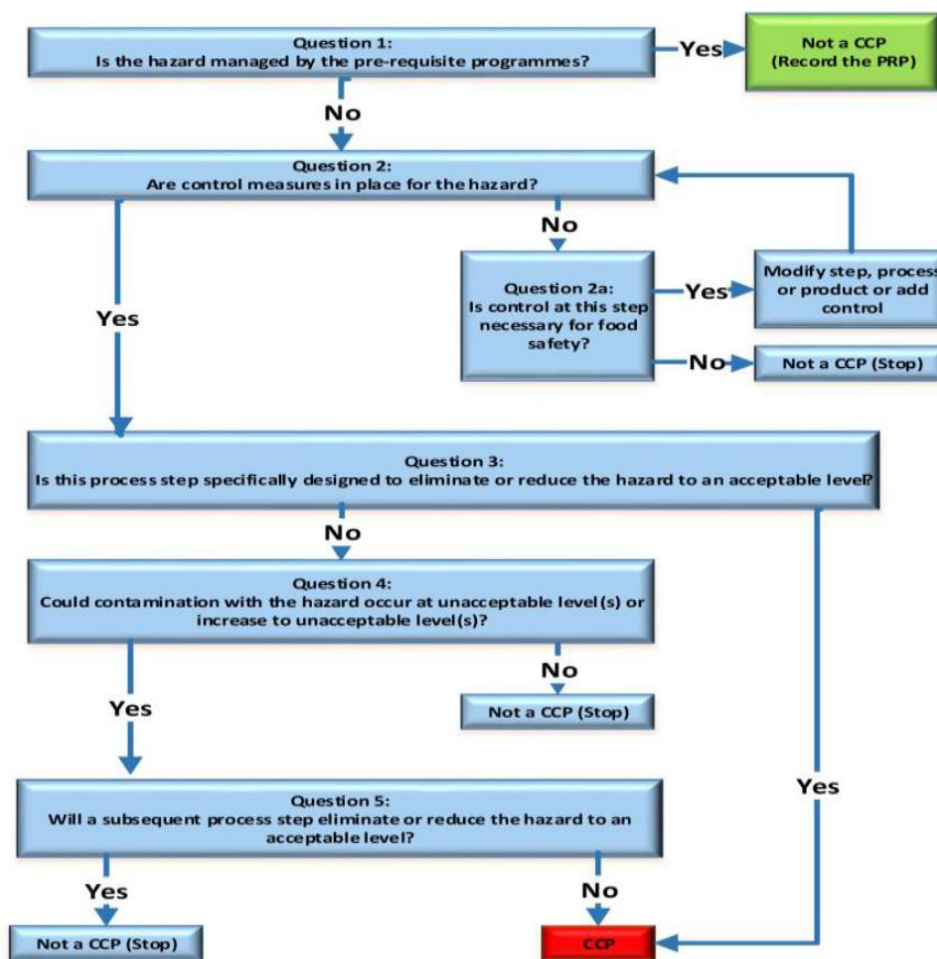 Question 1:
Is the hazard managed by the pre-requisite programmes?
Yes
Not a CCP
(Record the PRP)
No
Question 2:
Are control measures in place for the hazard?
No
Yes
Question 2a:
Is control at this step
necessary for food
safety?
Yes
Modify step, process
or product or add
control
No
Not a CCP (Stop)
Question 3:
Is this process step specifically designed to eliminate or reduce the hazard to an acceptable level?
No
Question 4:
Could contamination with the hazard occur at unacceptable level(s) or
increase to unacceptable level(s)?
No
Not a CCP (Stop)
Yes
Yes
Question 5:
Will a subsequent process step eliminate or reduce the hazard to an
acceptable level?
Yes
No
Not a CCP (Stop)
CCP